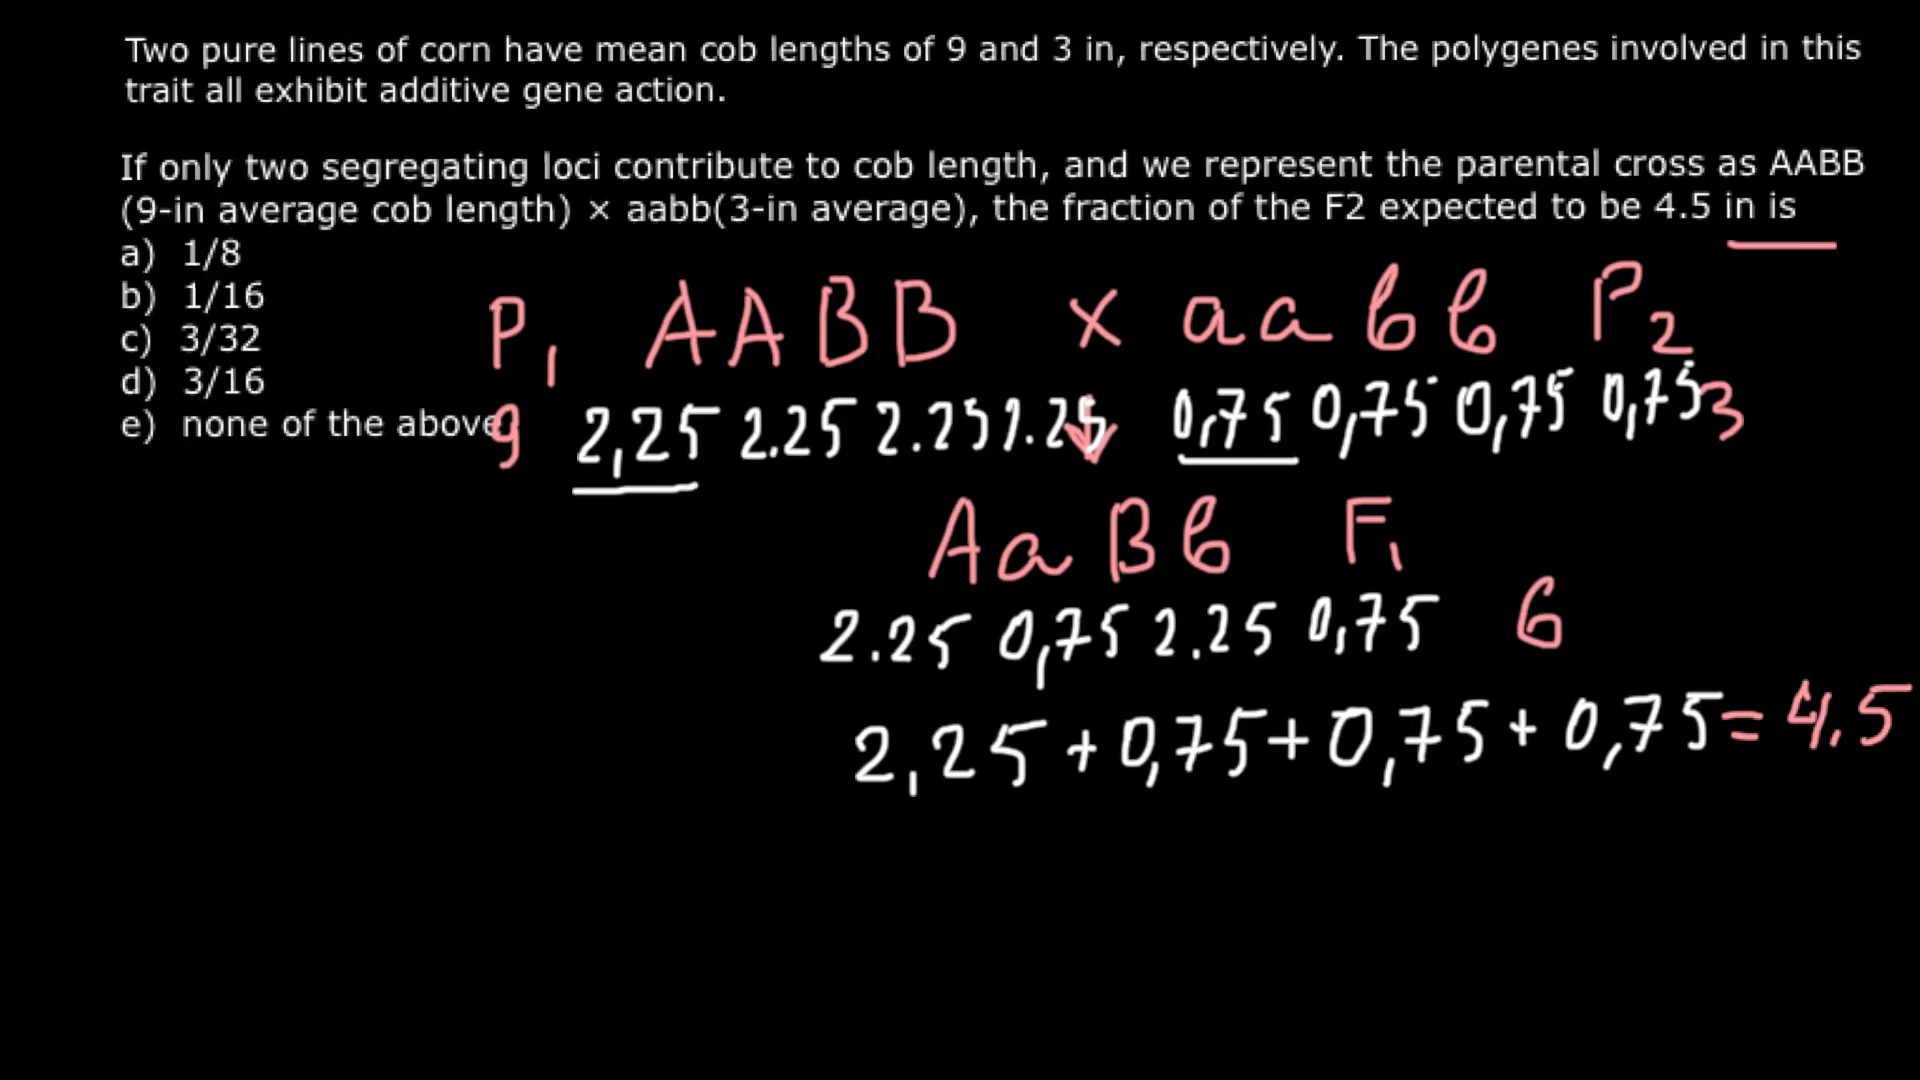 Two pure lines of corn have mean cob lengths of 9 and 3 in, respectively. The polygenes involved in this
trait all exhibit additive gene action.
If only two segregating loci contribute to cob length, and we represent the parental cross as AABB
(9-in average cob length) × aabb(3-in average), the fraction of the F2 expected to be 4.5 in is
a) 1/8
b) 1/16
c) 3/32
d) 3/16
e) none of the above
P1 A A B B x a a b b P2
9 2,25 2.25 2.25 2.25 0,75 0,75 0,75 0,75 3
A a B b F1
2.25 0,75 2.25 0,75 6
2,25 + 0,75 + 0,75 + 0,75 = 4.5